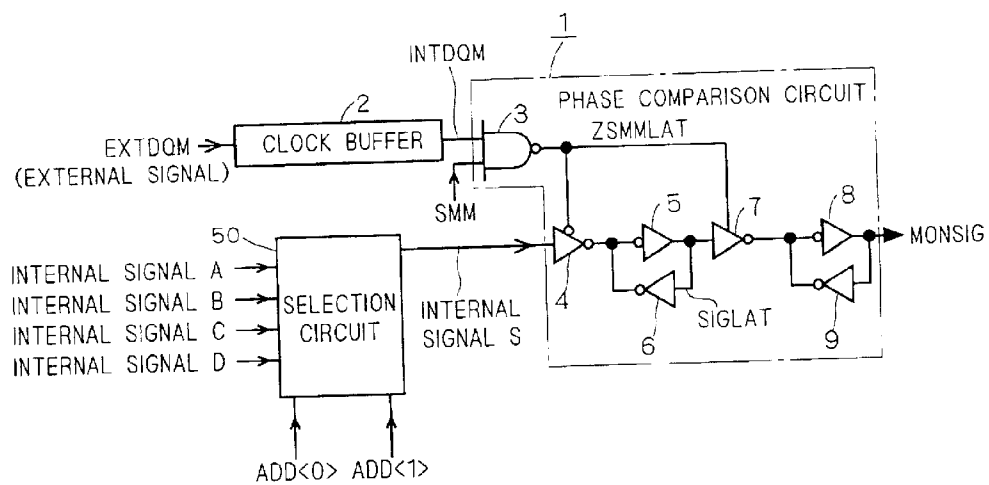 1
INTDQM
2
CLOCK BUFFER
EXTDQM
(EXTERNAL SIGNAL)
3
PHASE COMPARISON CIRCUIT
ZSMMLAT
SMM
50
SELECTION
CIRCUIT
INTERNAL SIGNAL A
INTERNAL SIGNAL B
INTERNAL SIGNAL C
INTERNAL SIGNAL D
INTERNAL
SIGNAL S
4
5
6
SIGLAT
7
8
9
MONSIG
ADD<0> ADD<1>